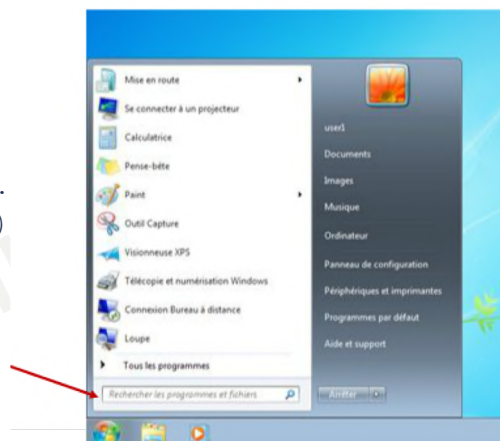 .
)
Mise en route
Se connecter à un projecteur
Calculatrice
Pense-bête
Paint
Outil Capture
Visionneuse XPS
Télécopie et numérisation Windows
Connexion Bureau à distance
Loupe
Tous les programmes
Rechercher les programmes et fichiers
user1
Documents
Images
Musique
Ordinateur
Panneau de configuration
Périphériques et imprimantes
Programmes par défaut
Aide et support
Arrêter